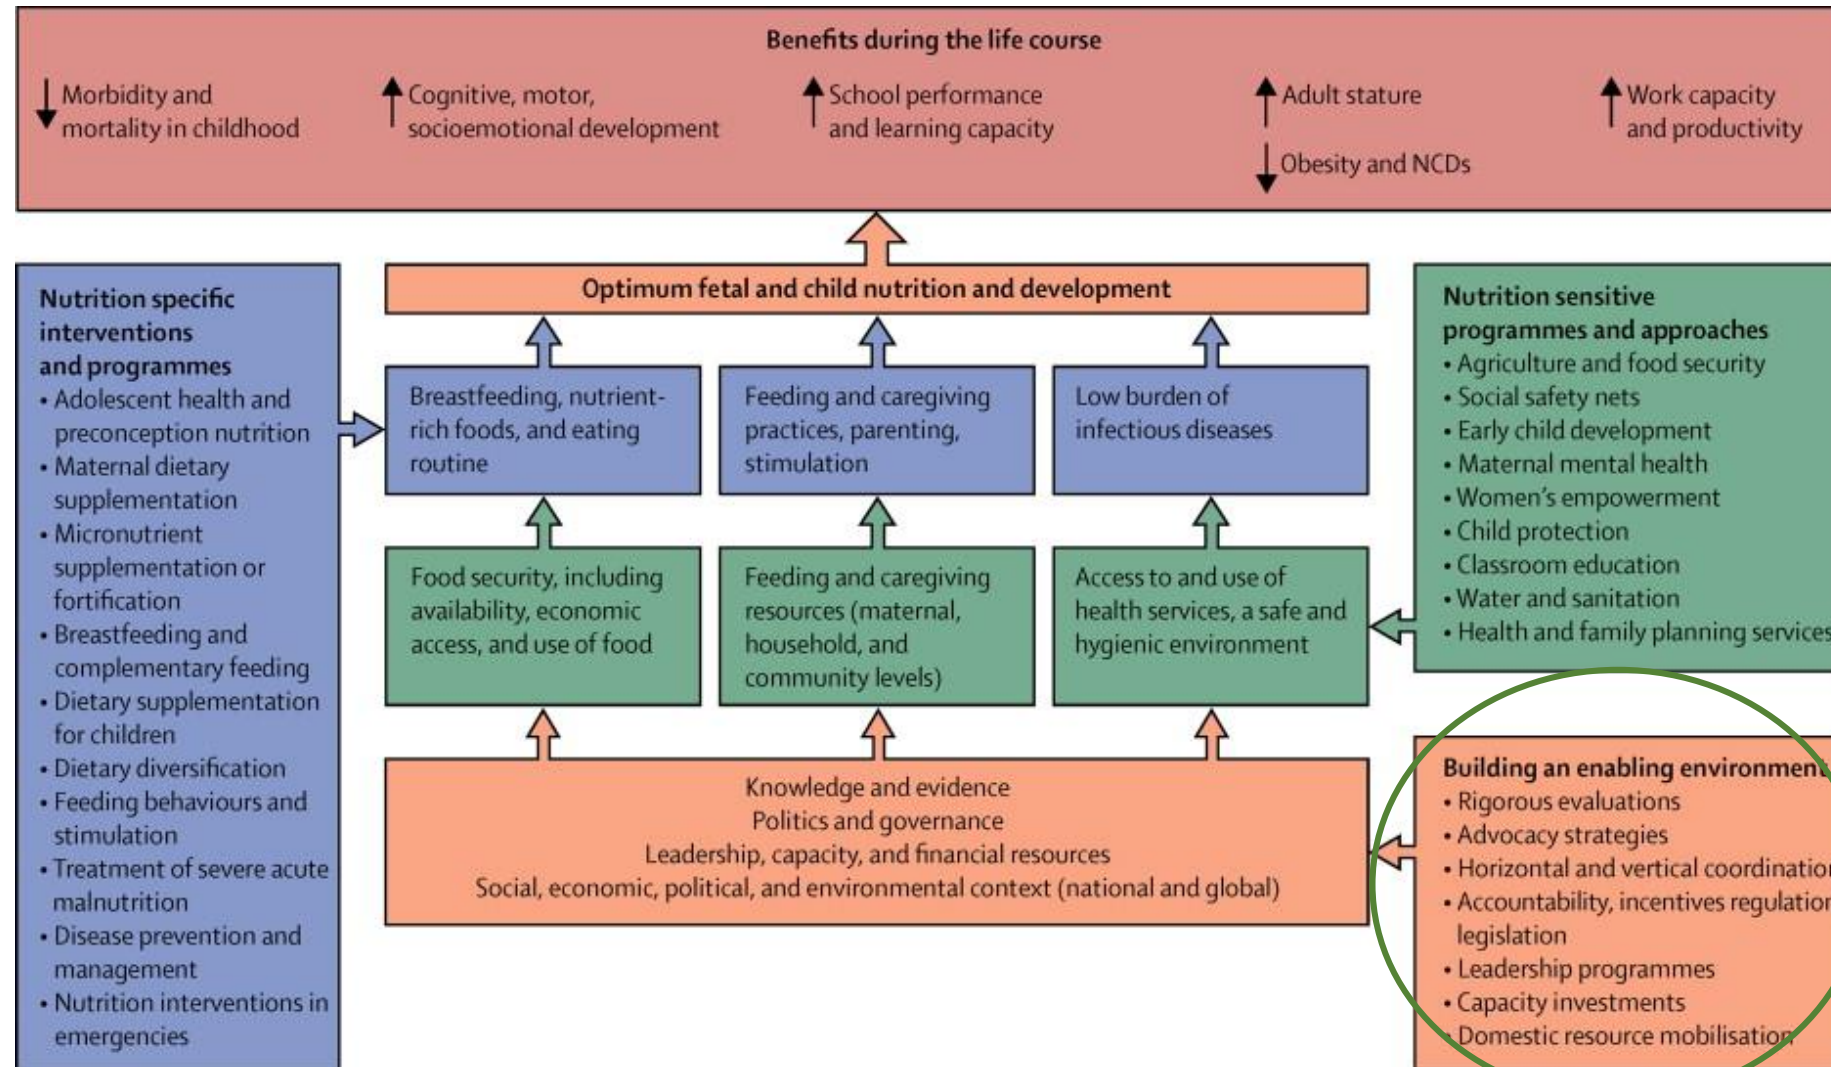 Benefits during the life course
Morbidity and
mortality in childhood
Cognitive, motor,
socioemotional development
School performance
and learning capacity
Adult stature
Obesity and NCDs
Work capacity
and productivity
Nutrition specific
interventions
and programmes
• Adolescent health and
preconception nutrition
• Maternal dietary
supplementation
• Micronutrient
supplementation or
fortification
• Breastfeeding and
complementary feeding
• Dietary supplementation
for children
• Dietary diversification
• Feeding behaviours and
stimulation
• Treatment of severe acute
malnutrition
• Disease prevention and
management
• Nutrition interventions in
emergencies
Optimum fetal and child nutrition and development
Breastfeeding, nutrient-
rich foods, and eating
routine
Feeding and caregiving
practices, parenting,
stimulation
Low burden of
infectious diseases
Food security, including
availability, economic
access, and use of food
Feeding and caregiving
resources (maternal,
household, and
community levels)
Access to and use of
health services, a safe and
hygienic environment
Knowledge and evidence
Politics and governance
Leadership, capacity, and financial resources
Social, economic, political, and environmental context (national and global)
Nutrition sensitive
programmes and approaches
• Agriculture and food security
• Social safety nets
• Early child development
• Maternal mental health
• Women's empowerment
• Child protection
• Classroom education
• Water and sanitation
• Health and family planning services
Building an enabling environment
• Rigorous evaluations
• Advocacy strategies
• Horizontal and vertical coordination
• Accountability, incentives regulation
legislation
• Leadership programmes
• Capacity investments
• Domestic resource mobilisation